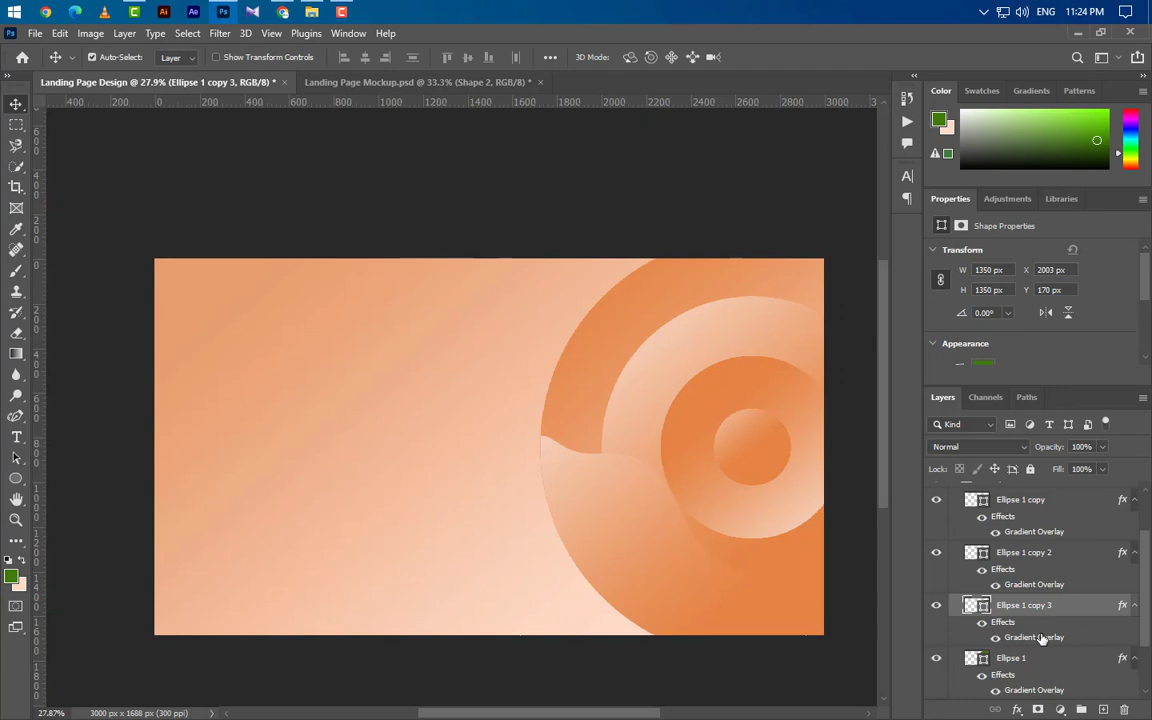 ENG 11:24 PM
Ps File Edit Image Layer Type Select Filter 3D View Plugins Window Help
Auto-Select: Layer Show Transform Controls 3D Mode:
Landing Page Design @ 27.9% (Ellipse 1 copy 3, RGB/8) * × Landing Page Mockup.psd @ 33.3% (Shape 2, RGB/8) * ×
400 200 0 200 400 600 800 1000 1200 1400 1600 1800 2000 2200 2400 2600 2800 3000
Color Swatches Gradients Patterns
Properties Adjustments Libraries
Shape Properties
Transform
W 1350 px X 2003 px
H 1350 px Y 170 px
0.00°
Appearance
Layers Channels Paths
Kind
Normal Opacity: 100%
Lock: Fill: 100%
Ellipse 1 copy fx
Effects
Gradient Overlay
Ellipse 1 copy 2 fx
Effects
Gradient Overlay
Ellipse 1 copy 3 fx
Effects
Gradient Overlay
Ellipse 1 fx
Effects
Gradient Overlay
27.87% 3000 px x 1688 px (300 ppi)